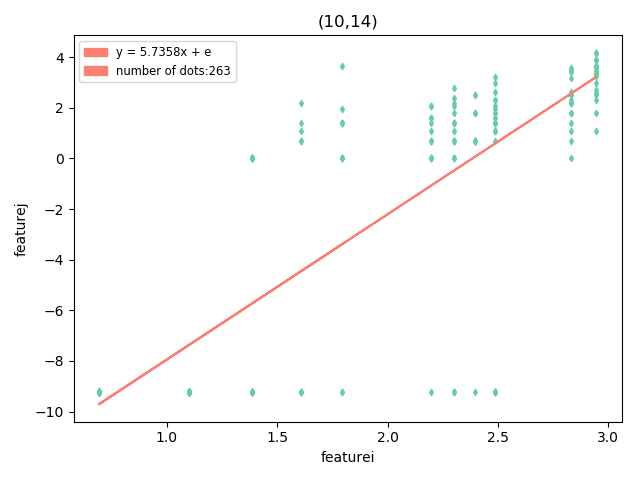 (10,14)
y = 5.7358x + e
number of dots:263
4
2
0
−2
−4
−6
−8
−10
featurej
1.0 1.5 2.0 2.5 3.0
featurei